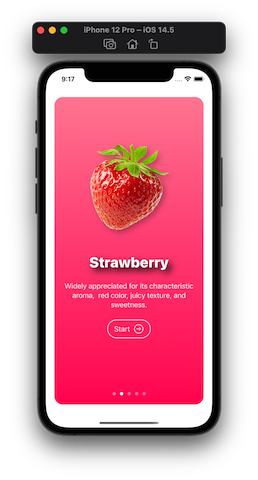 iPhone 12 Pro – iOS 14.5
9:17
Strawberry
Widely appreciated for its characteristic
aroma, red color, juicy texture, and
sweetness.
Start